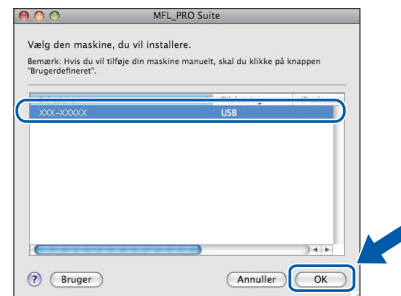 MFL_PRO Suite
Vælg den maskine, du vil installere.
Bemærk: Hvis du vil tilføje din maskine manuelt, skal du klikke på knappen
"Brugerdefineret".
XXX-XXXXX USB
? Bruger Annuller OK